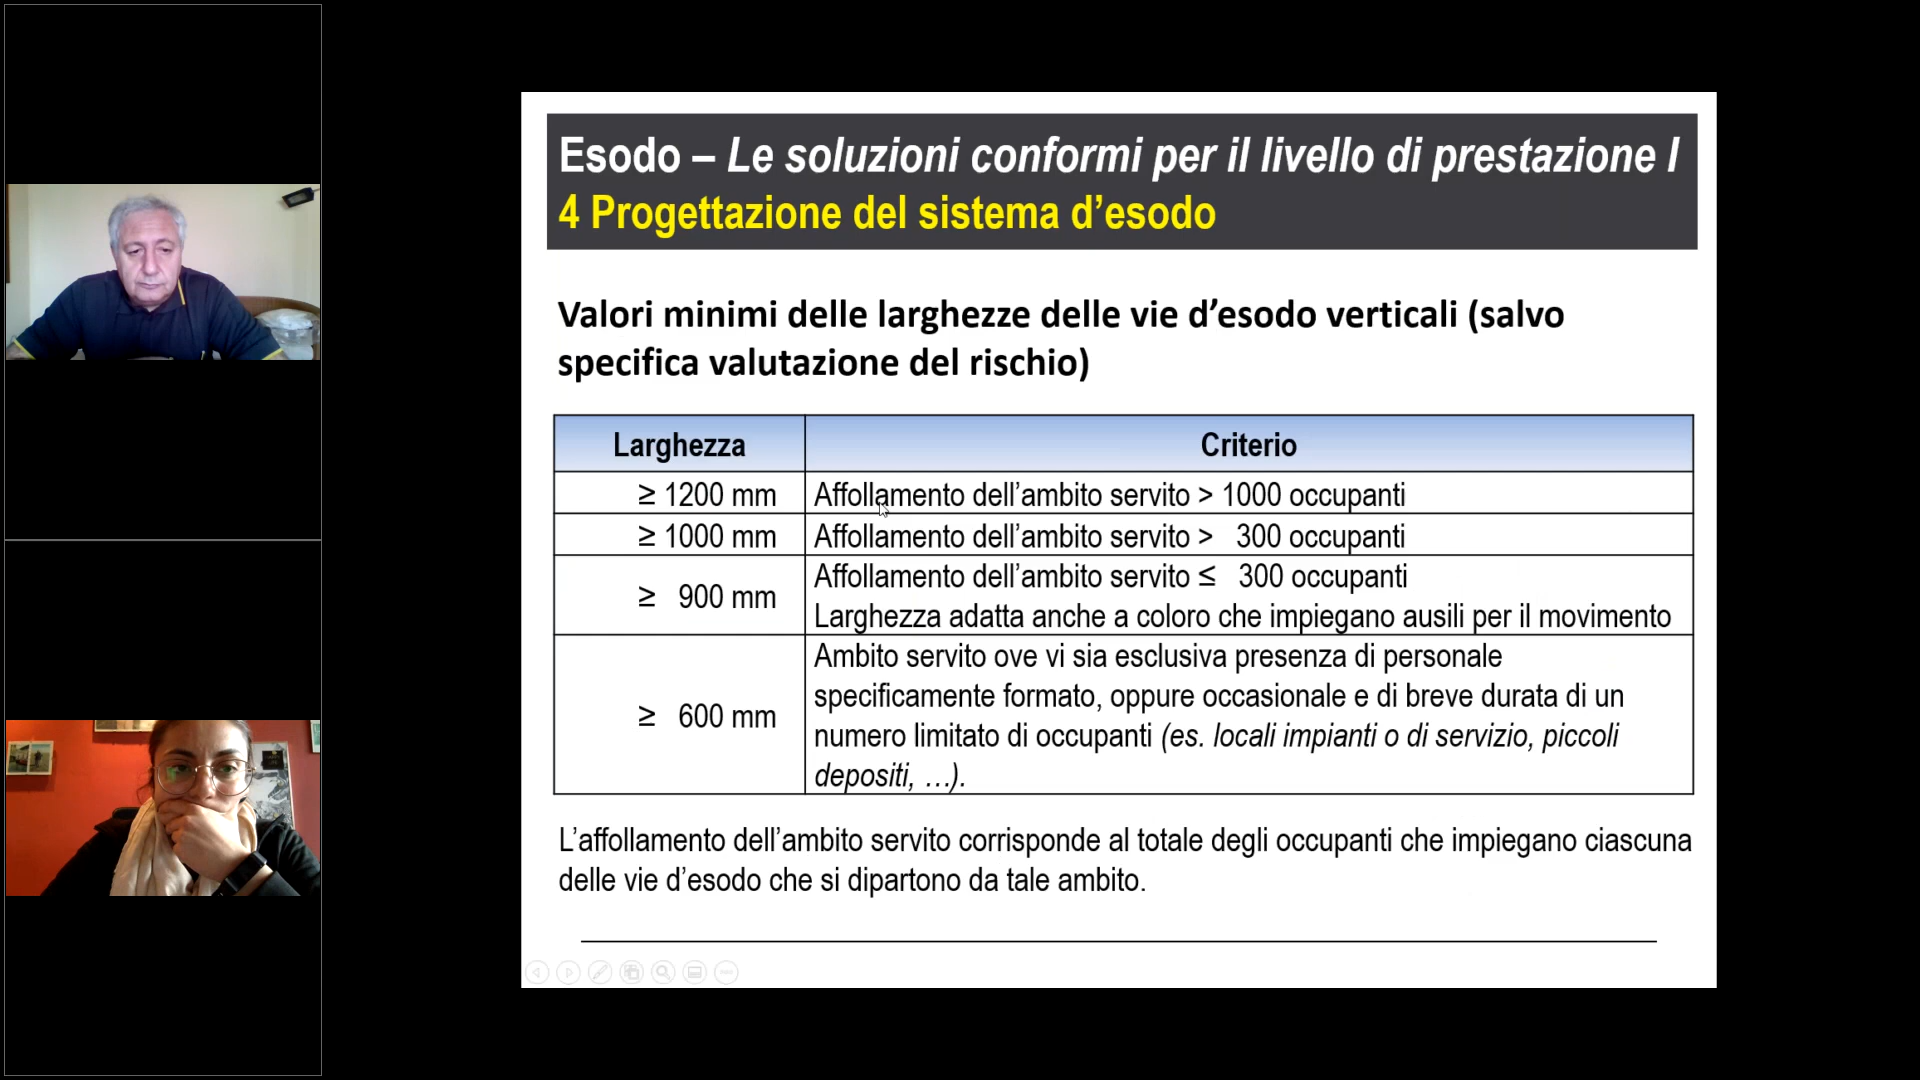 Esodo – Le soluzioni conformi per il livello di prestazione I
4 Progettazione del sistema d’esodo
Valori minimi delle larghezze delle vie d’esodo verticali (salvo
specifica valutazione del rischio)
Larghezza
Criterio
≥ 1200 mm
Affollamento dell’ambito servito > 1000 occupanti
≥ 1000 mm
Affollamento dell’ambito servito > 300 occupanti
≥ 900 mm
Affollamento dell’ambito servito ≤ 300 occupanti
Larghezza adatta anche a coloro che impiegano ausili per il movimento
≥ 600 mm
Ambito servito ove vi sia esclusiva presenza di personale
specificamente formato, oppure occasionale e di breve durata di un
numero limitato di occupanti (es. locali impianti o di servizio, piccoli
depositi, …).
L’affollamento dell’ambito servito corrisponde al totale degli occupanti che impiegano ciascuna
delle vie d’esodo che si dipartono da tale ambito.